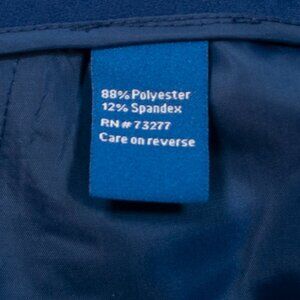 88% Polyester
12% Spandex
RN # 73277
Care on reverse